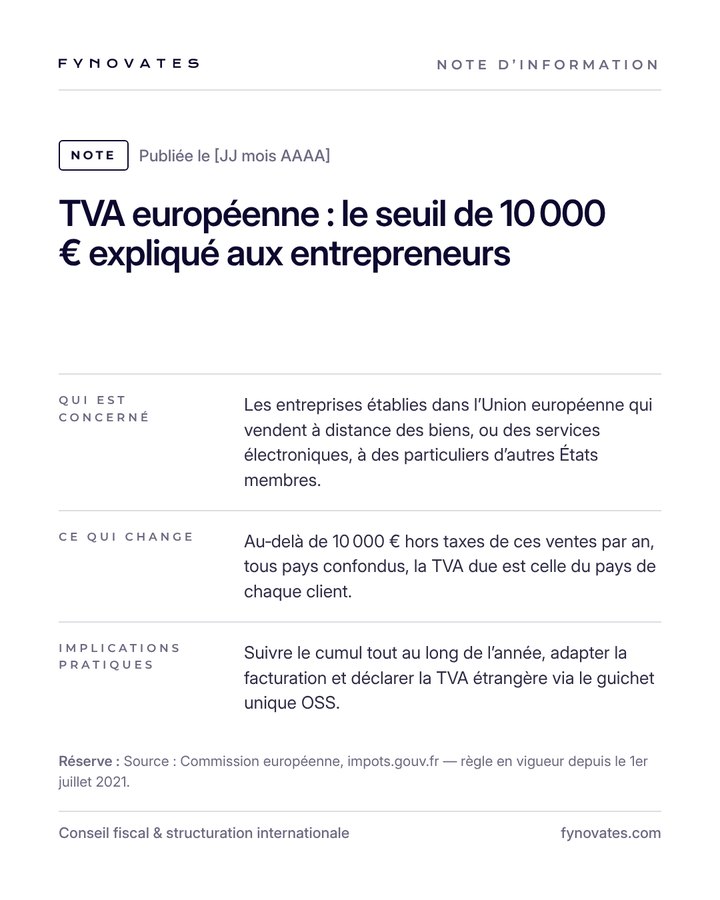 FYNOVATES
NOTE D’INFORMATION
NOTE
Publiée le [JJ mois AAAA]
TVA européenne : le seuil de 10 000
€ expliqué aux entrepreneurs
QUI EST
CONCERNÉ
Les entreprises établies dans l’Union européenne qui
vendent à distance des biens, ou des services
électroniques, à des particuliers d’autres États
membres.
CE QUI CHANGE
Au-delà de 10 000 € hors taxes de ces ventes par an,
tous pays confondus, la TVA due est celle du pays de
chaque client.
IMPLICATIONS
PRATIQUES
Suivre le cumul tout au long de l’année, adapter la
facturation et déclarer la TVA étrangère via le guichet
unique OSS.
Réserve : Source : Commission européenne, impots.gouv.fr — règle en vigueur depuis le 1er
juillet 2021.
Conseil fiscal & structuration internationale
fynovates.com